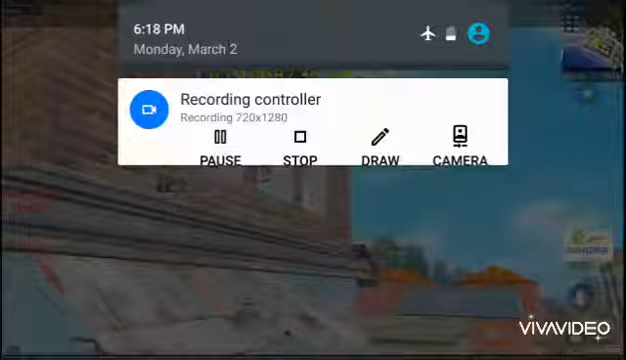 6:18 PM
Monday, March 2
Recording controller
Recording 720x1280
PAUSE
STOP
DRAW
CAMERA
VIVAVIDEO